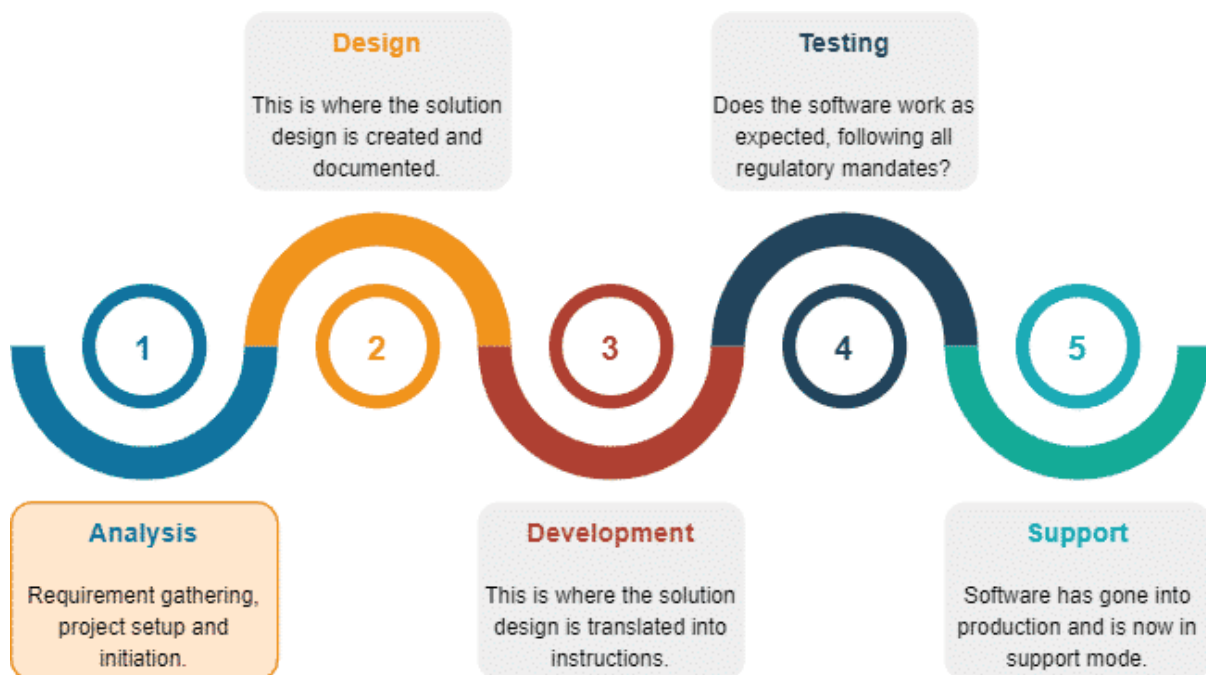 Design
This is where the solution
design is created and
documented.
Testing
Does the software work as
expected, following all
regulatory mandates?
1
2
3
4
5
Analysis
Requirement gathering,
project setup and
initiation.
Development
This is where the solution
design is translated into
instructions.
Support
Software has gone into
production and is now in
support mode.